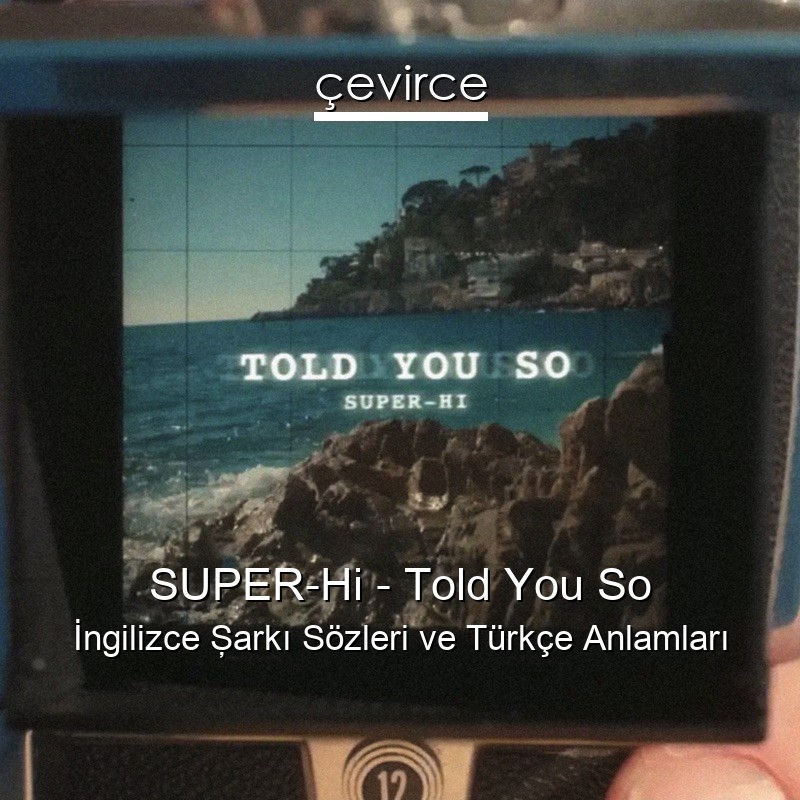 çevirce
TOLD YOU SO
SUPER-HI
SUPER-Hi - Told You So
İngilizce Şarkı Sözleri ve Türkçe Anlamları
12